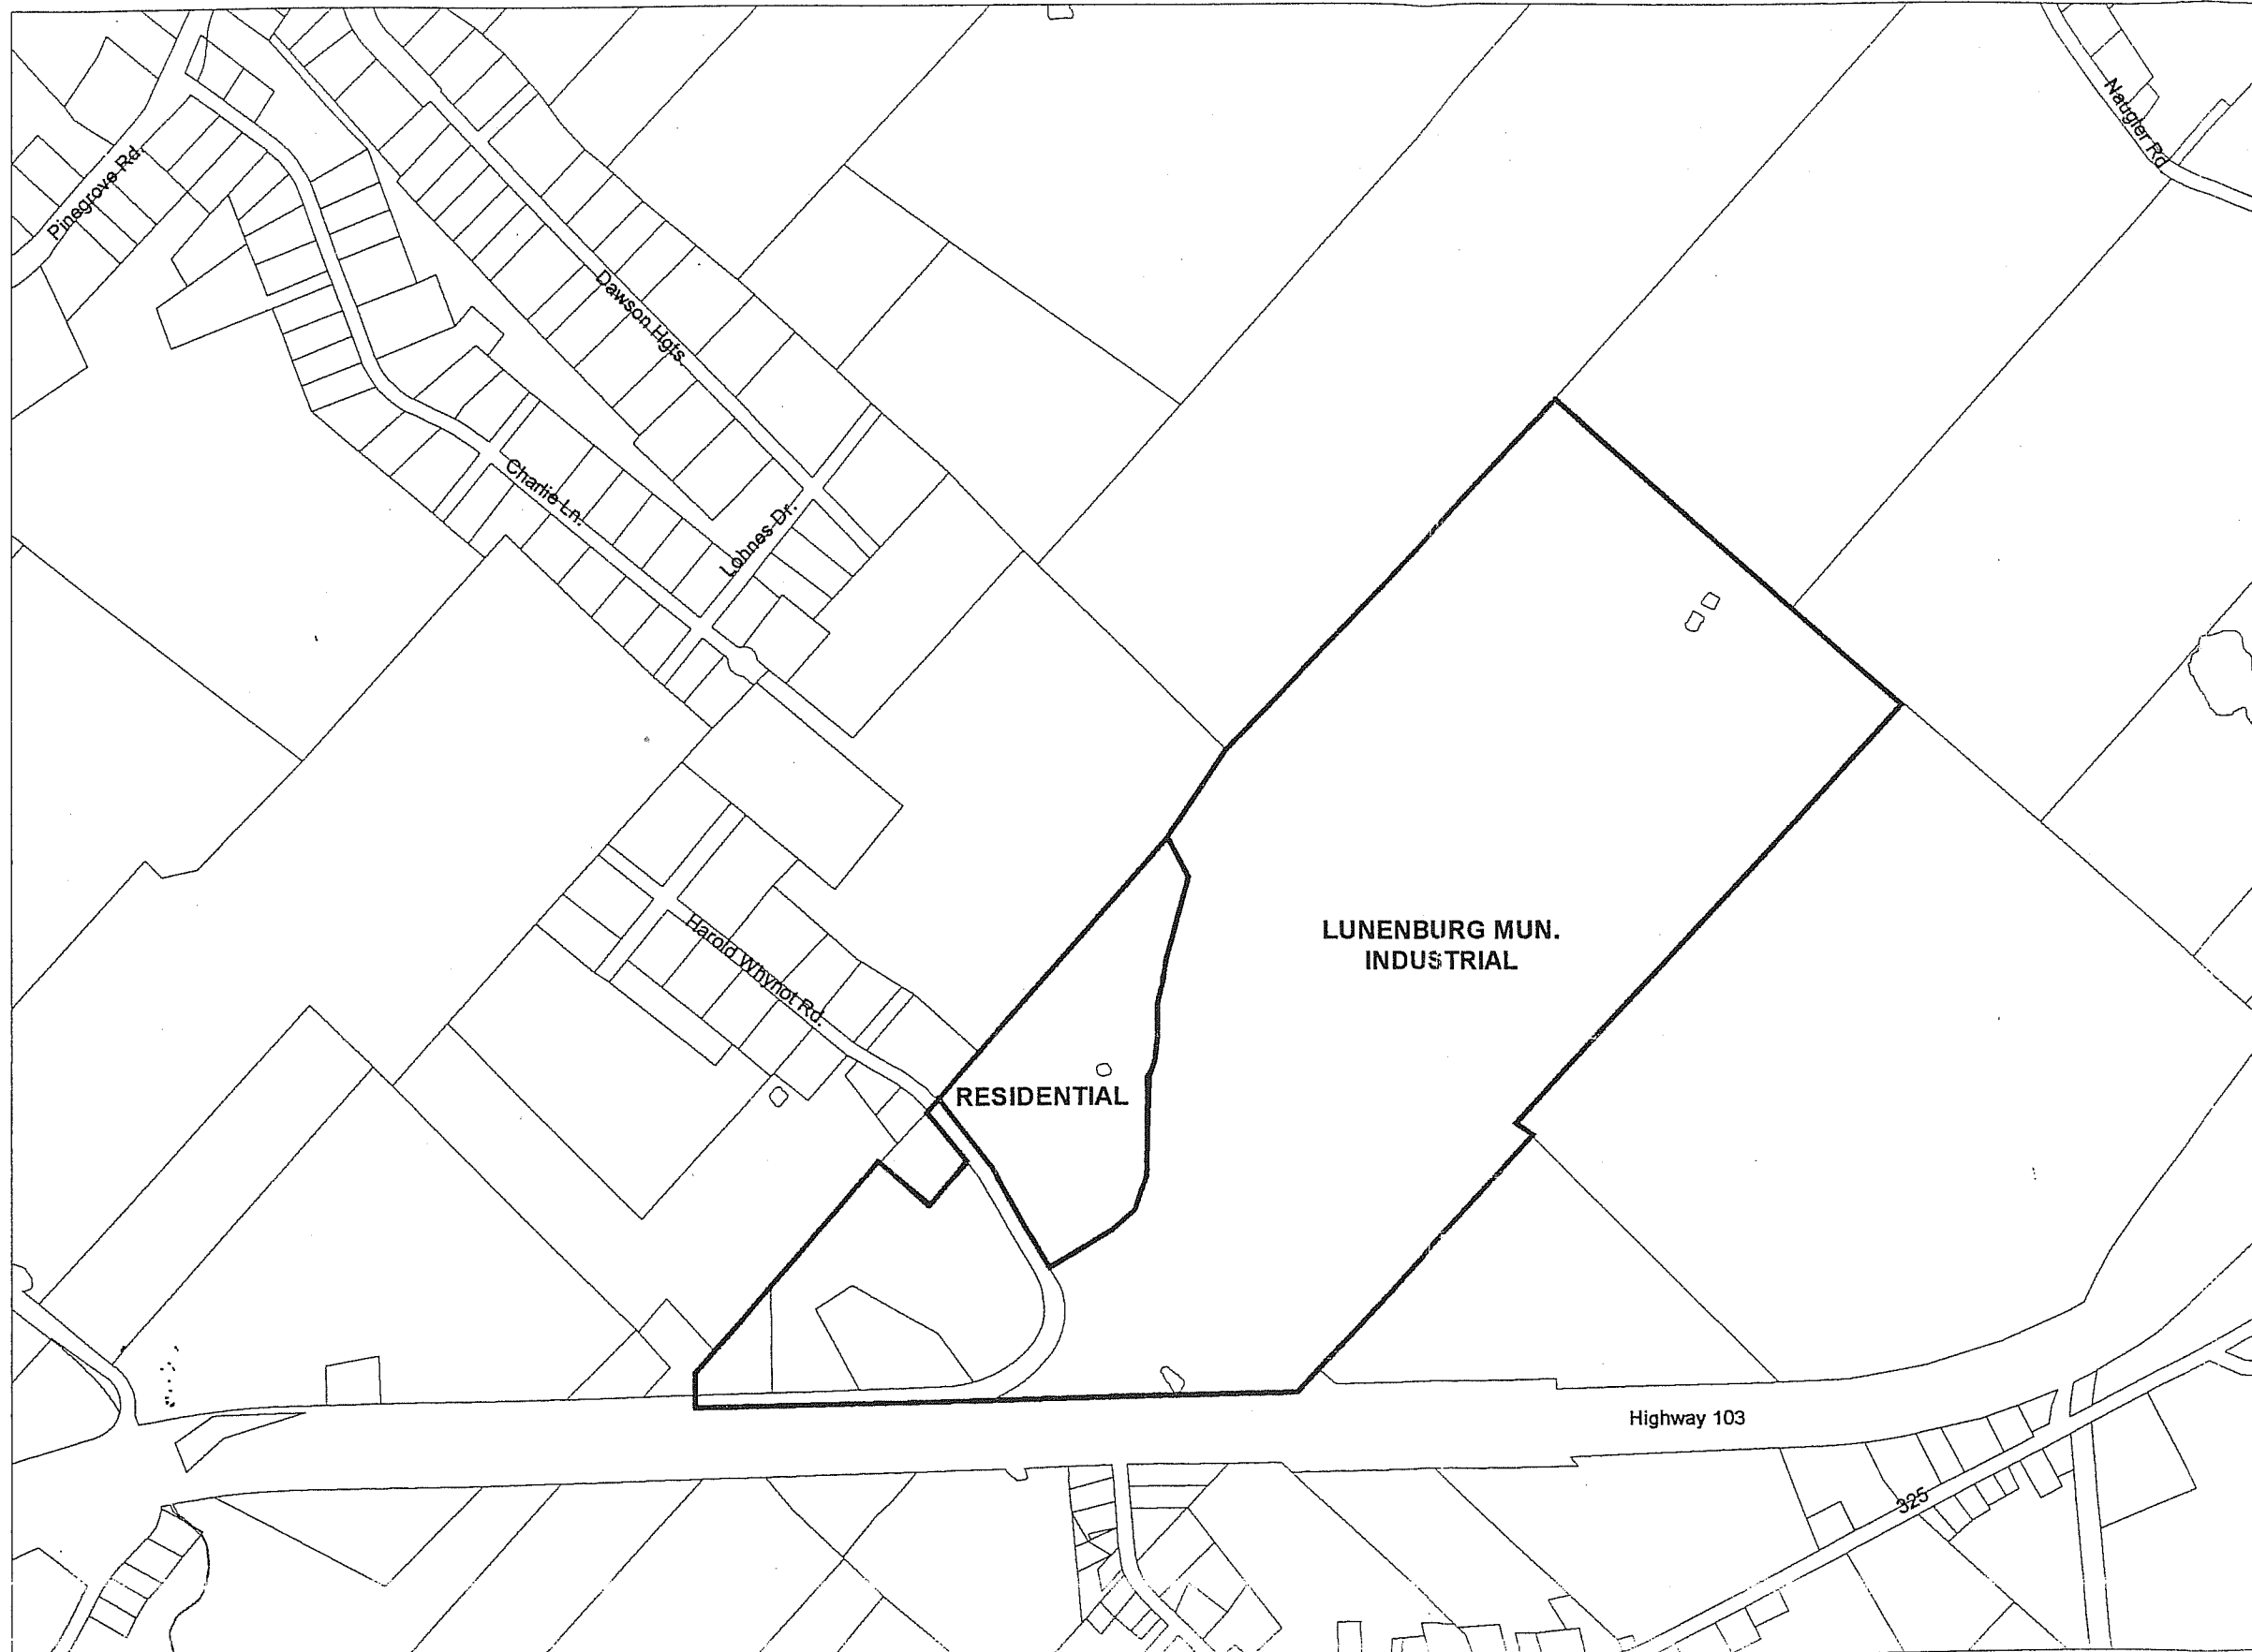 Naugler Rd
Pinegrove Rd.
Dawson Hgts.
Charlie Ln.
Lohnes Dr.
LUNENBURG MUN.
INDUSTRIAL
Harold Whynot Rd.
RESIDENTIAL
Highway 103
325